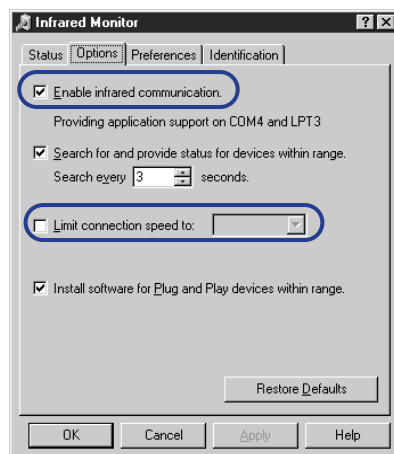 Infrared Monitor
Status Options Preferences Identification
Enable infrared communication.
Providing application support on COM4 and LPT3
Search for and provide status for devices within range.
Search every 3 seconds.
Limit connection speed to:
Install software for Plug and Play devices within range.
Restore Defaults
OK Cancel Apply Help